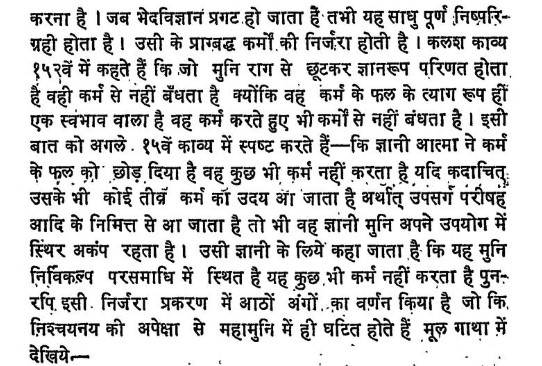 करना है । जब भेदविज्ञान प्रगट हो जाता है तभी यह साधु पूर्ण निष्परि-
ग्रही होता है । उसी के प्राग्बद्ध कर्मों की निर्जरा होती है । कलश काव्य
१५२वें में कहते हैं कि जो मुनि राग से छूटकर ज्ञानरूप परिणत होता
है वही कर्म से नहीं बँधता है क्योंकि वह कर्म के फल के त्याग रूप ही
एक स्वभाव वाला है वह कर्म करते हुए भी कर्मों से नहीं बंधता है । इसी
बात को अगले १५वें काव्य में स्पष्ट करते हैं—कि ज्ञानी आत्मा ने कर्म
के फल को छोड़ दिया है वह कुछ भी कर्म नहीं करता है यदि कदाचित्
उसके भी कोई तीव्र कर्म का उदय आ जाता है अर्थात् उपसर्ग परीषह
आदि के निमित्त से आ जाता है तो भी वह ज्ञानी मुनि अपने उपयोग में
स्थिर अकंप रहता है । उसी ज्ञानी के लिये कहा जाता है कि यह मुनि
निर्विकल्प परसमाधि में स्थित है यह कुछ भी कर्म नहीं करता है पुन-
रपि इसी निर्जरा प्रकरण में आठों अंगों का वर्णन किया है जो कि
निश्चयनय की अपेक्षा से महामुनि में ही घटित होते हैं मूल गाथा में
देखिये—